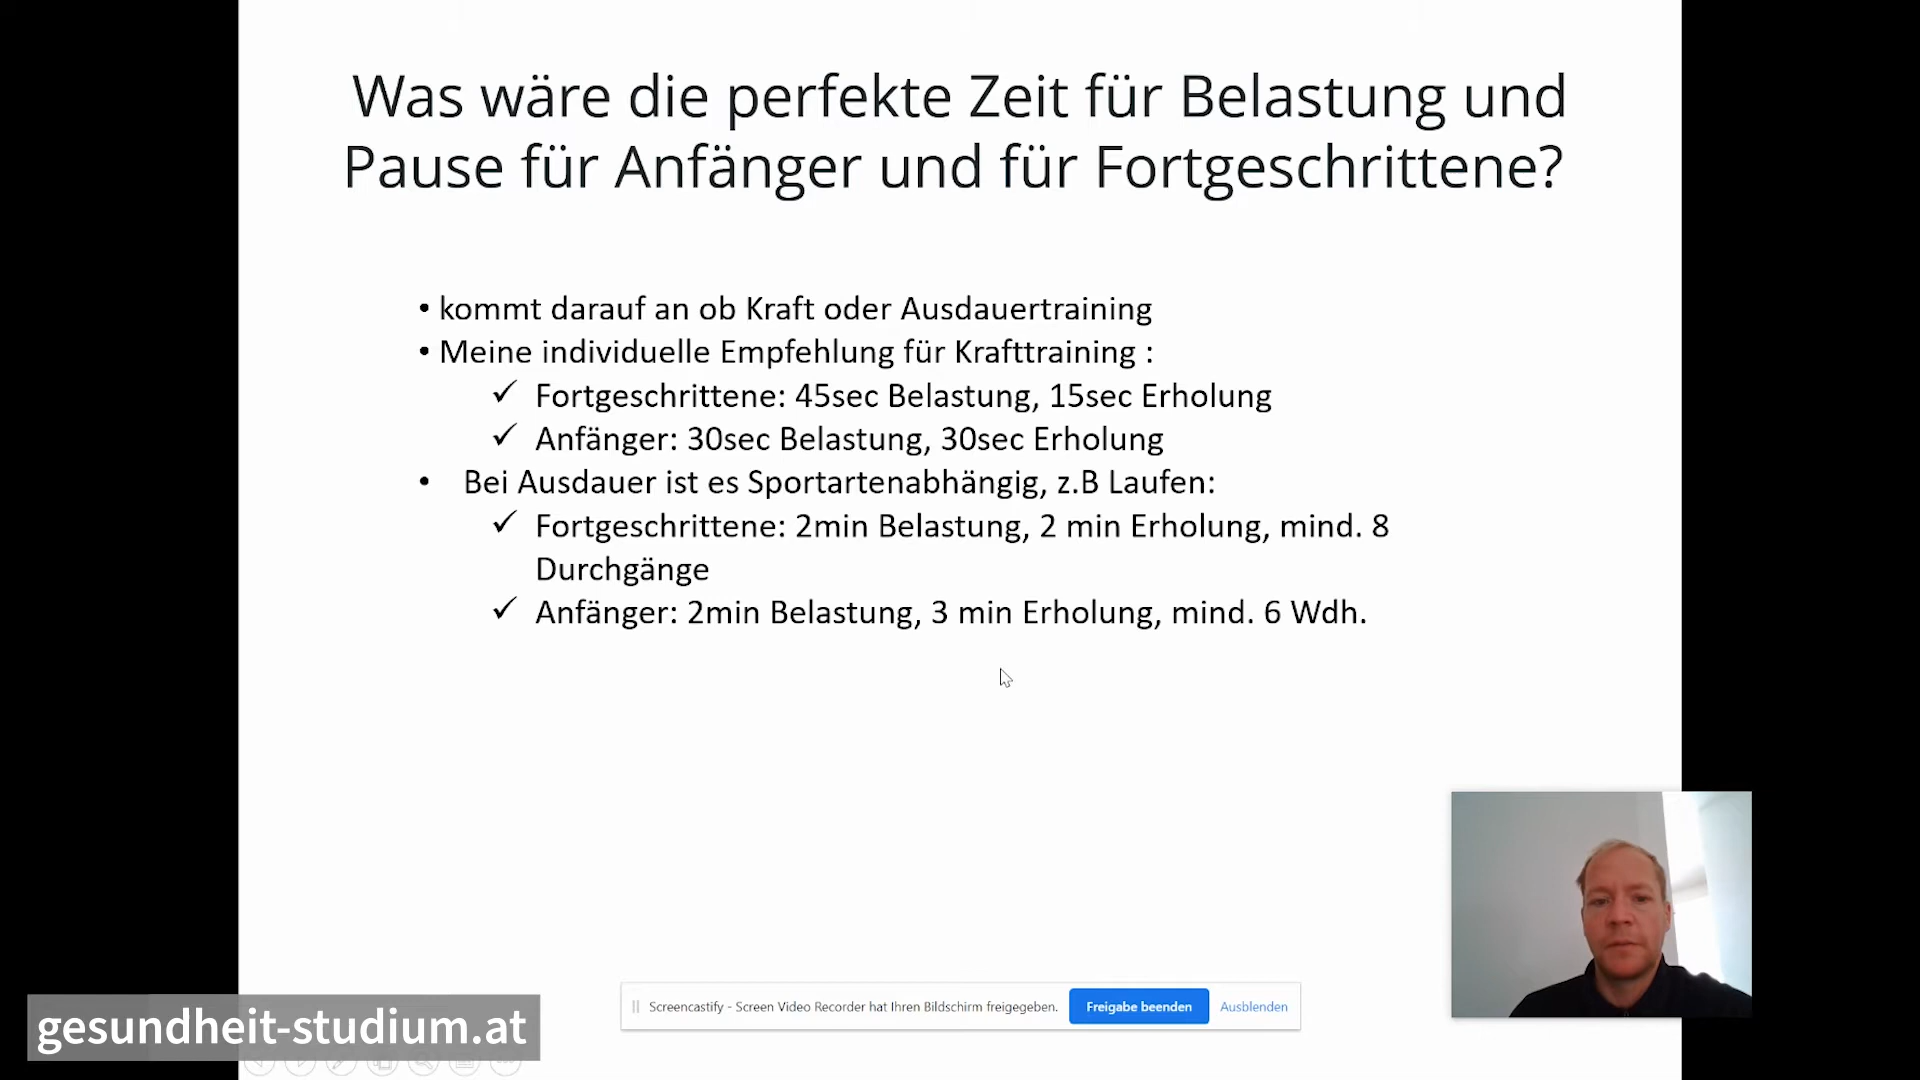 Was wäre die perfekte Zeit für Belastung und
Pause für Anfänger und für Fortgeschrittene?
• kommt darauf an ob Kraft oder Ausdauertraining
• Meine individuelle Empfehlung für Krafttraining :
✓ Fortgeschrittene: 45sec Belastung, 15sec Erholung
✓ Anfänger: 30sec Belastung, 30sec Erholung
• Bei Ausdauer ist es Sportartenabhängig, z.B Laufen:
✓ Fortgeschrittene: 2min Belastung, 2 min Erholung, mind. 8
Durchgänge
✓ Anfänger: 2min Belastung, 3 min Erholung, mind. 6 Wdh.
Screencastify - Screen Video Recorder hat Ihren Bildschirm freigegeben. Freigabe beenden Ausblenden
gesundheit-studium.at